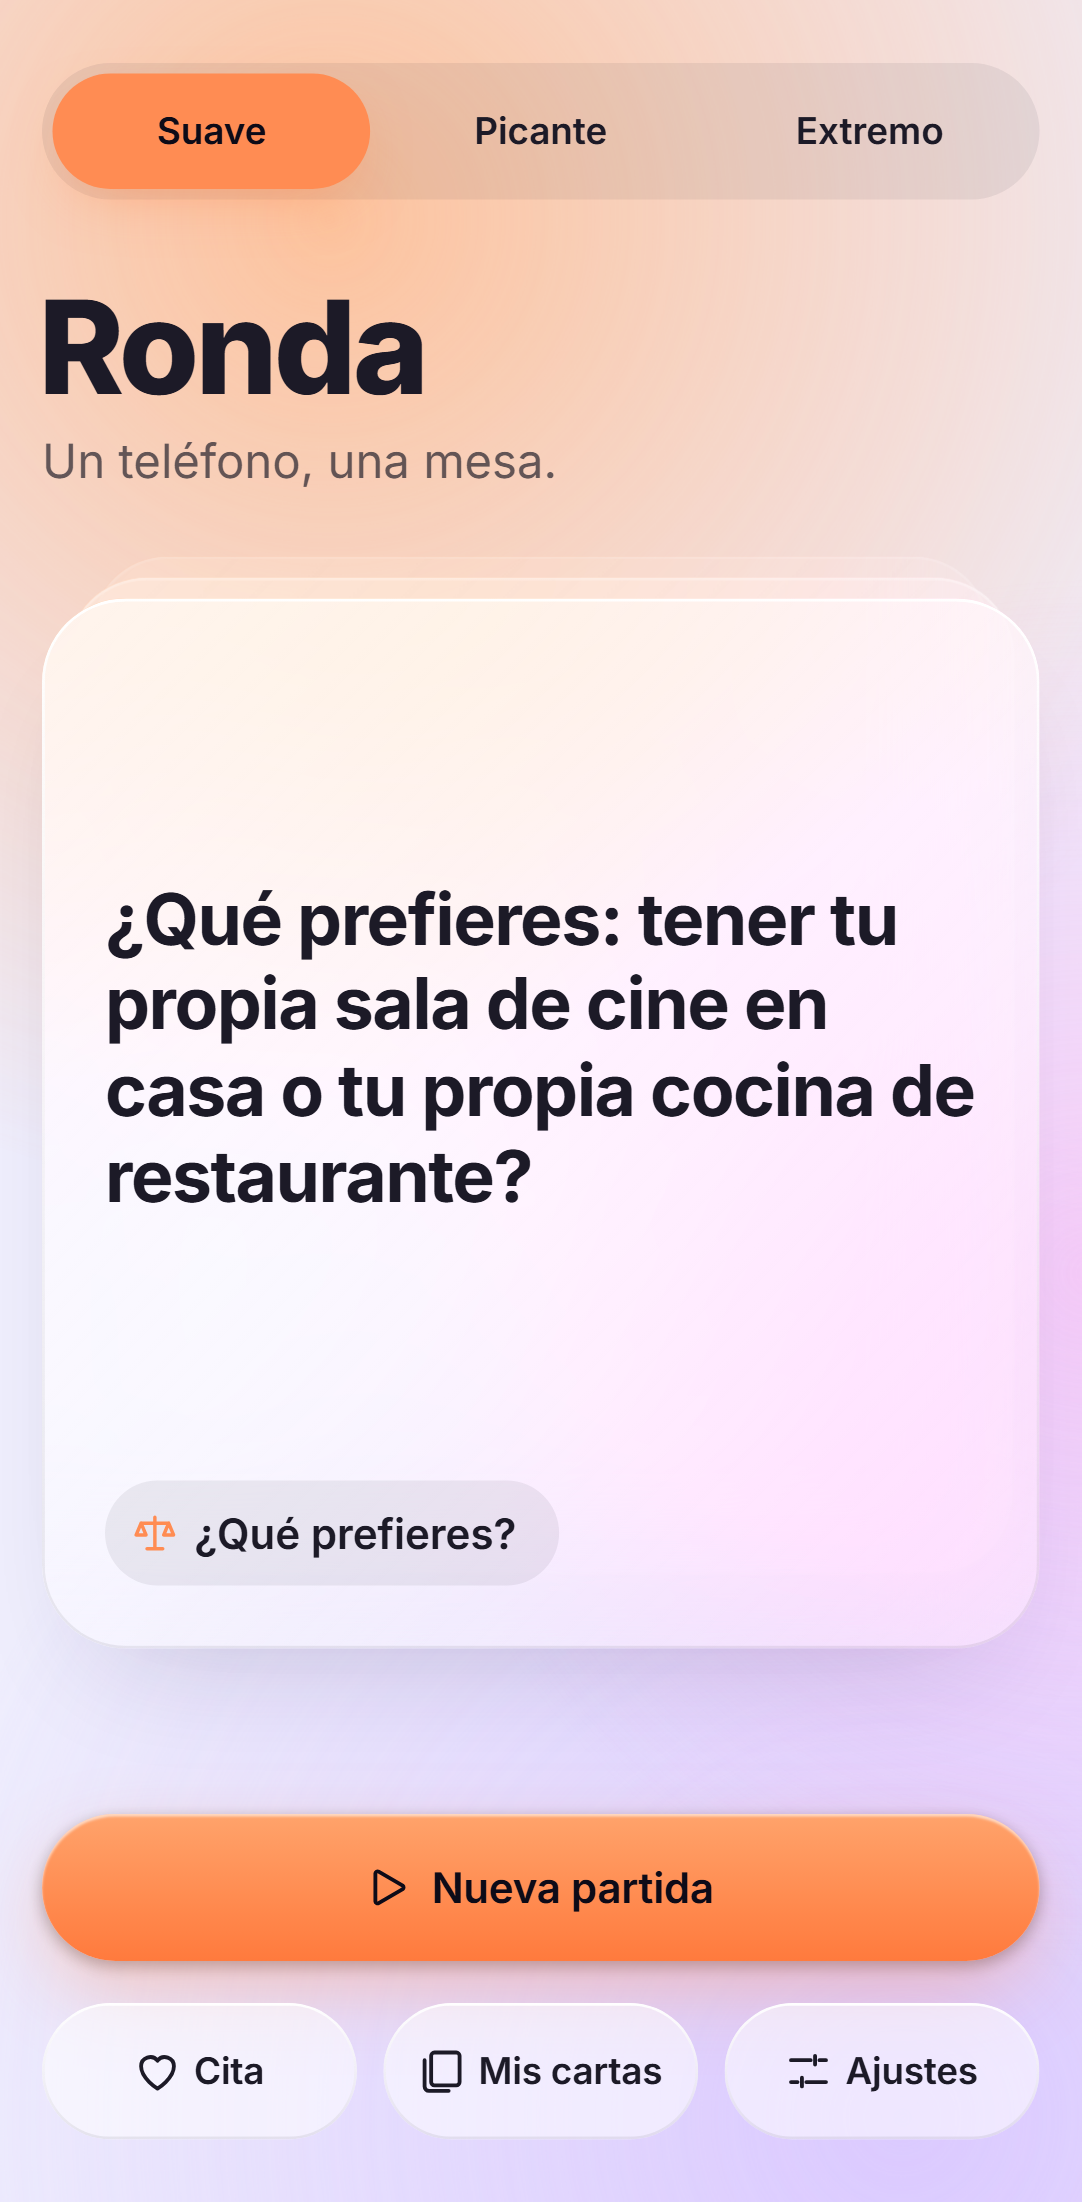 Suave Picante Extremo
Ronda
Un teléfono, una mesa.
¿Qué prefieres: tener tu
propia sala de cine en
casa o tu propia cocina de
restaurante?
¿Qué prefieres?
Nueva partida
Cita Mis cartas Ajustes